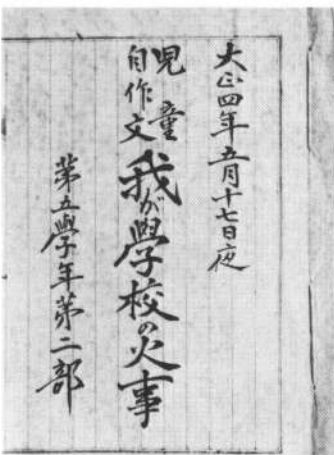 大正四年五月十七日夜
児童自作文
我が學校の火事
第五學年第二部